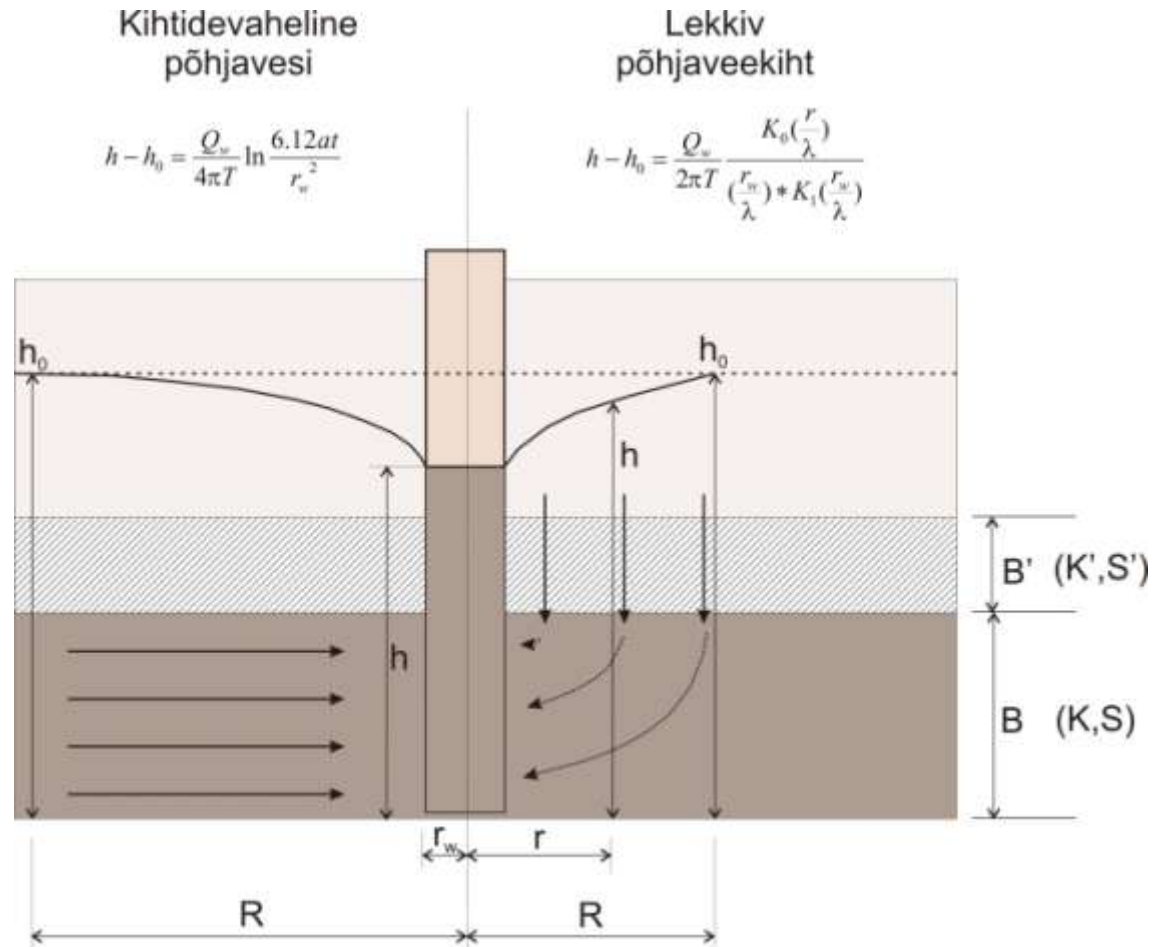 Kihtidevaheline
põhjavesi
Lekkiv
põhjaveekiht
h − h₀ = Q_w / 4πT ln 6.12at / r_w²
h − h₀ = Q_w / 2πT K₀(r/λ) / (r_w/λ) * K₁(r_w/λ)
h₀
h₀
h
B' (K',S')
h
B (K,S)
r_w
r
R
R